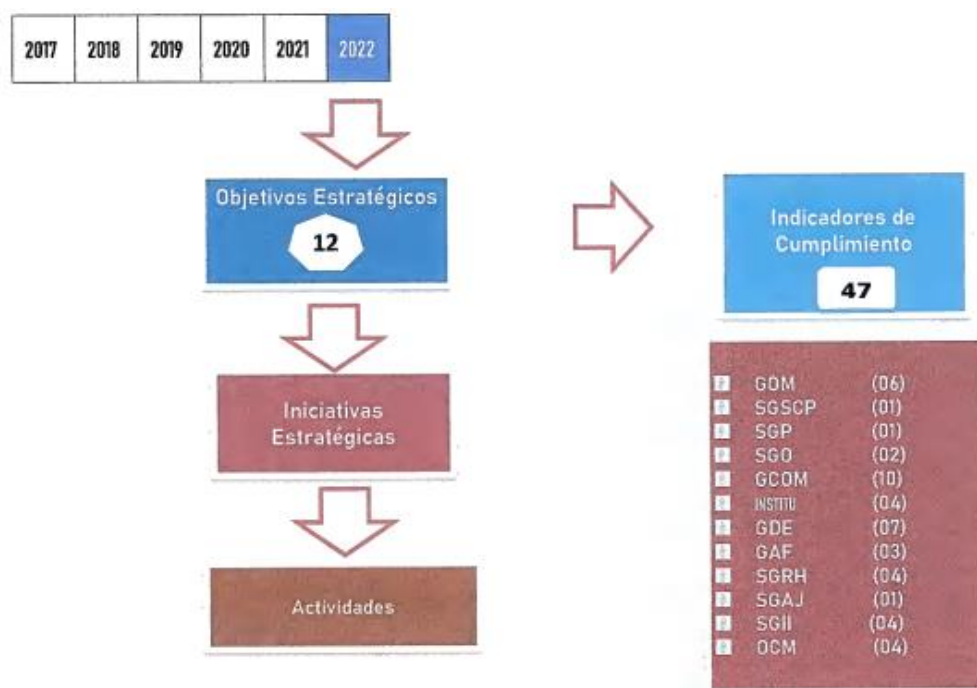 2017 2018 2019 2020 2021 2022
Objetivos Estratégicos
12
Indicadores de
Cumplimiento
47
Iniciativas
Estratégicas
Actividades
GOM (06)
SGSCP (01)
SGP (01)
SGO (02)
GCOM (10)
INSTITU (04)
GDE (07)
GAF (03)
SGRH (04)
SGAJ (01)
SGII (04)
OCM (04)